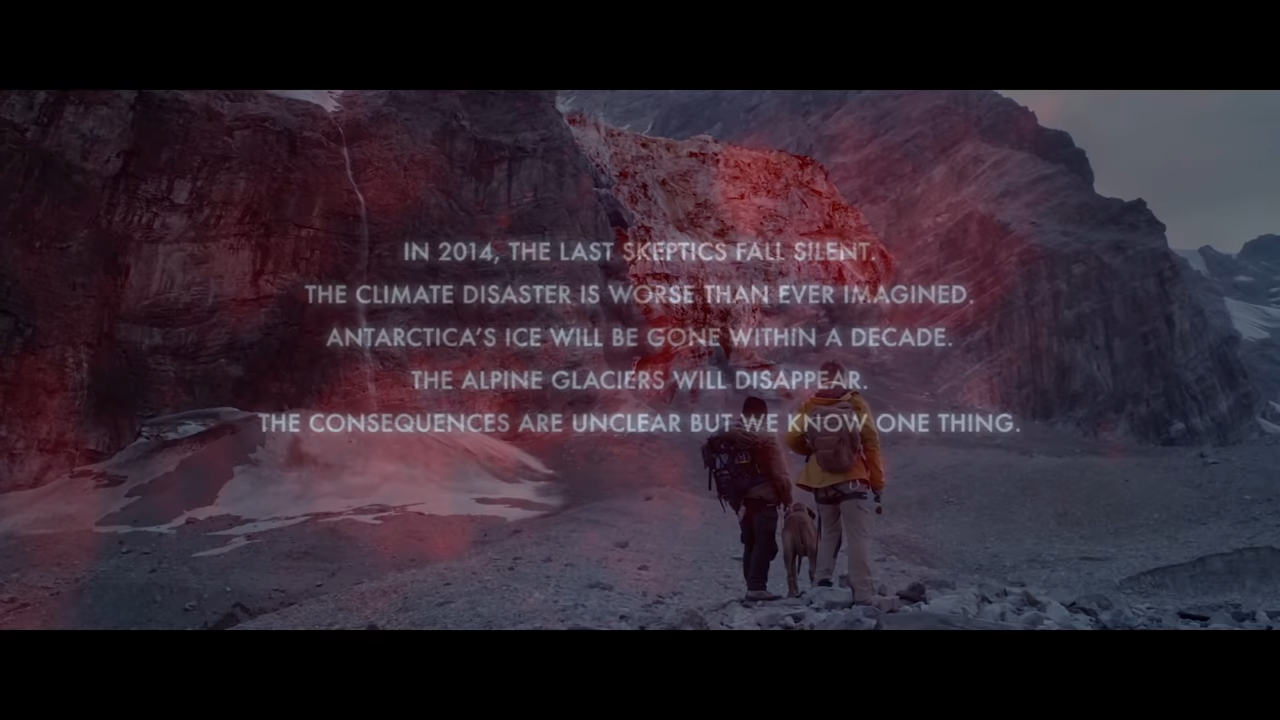 IN 2014, THE LAST SKEPTICS FALL SILENT.
THE CLIMATE DISASTER IS WORSE THAN EVER IMAGINED.
ANTARCTICA’S ICE WILL BE GONE WITHIN A DECADE.
THE ALPINE GLACIERS WILL DISAPPEAR.
THE CONSEQUENCES ARE UNCLEAR BUT WE KNOW ONE THING.